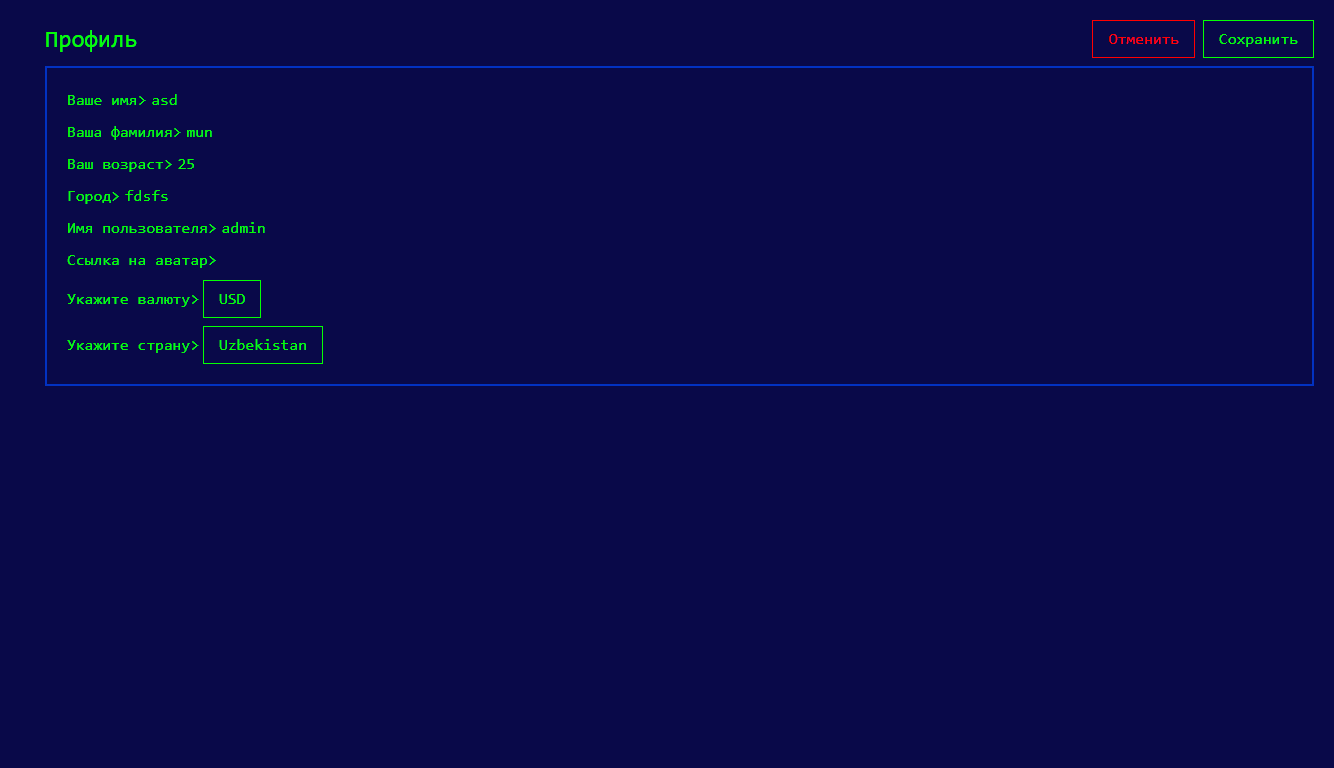 Профиль
Отменить
Сохранить
Ваше имя> asd
Ваша фамилия> mun
Ваш возраст> 25
Город> fdsfs
Имя пользователя> admin
Ссылка на аватар>
Укажите валюту> USD
Укажите страну> Uzbekistan